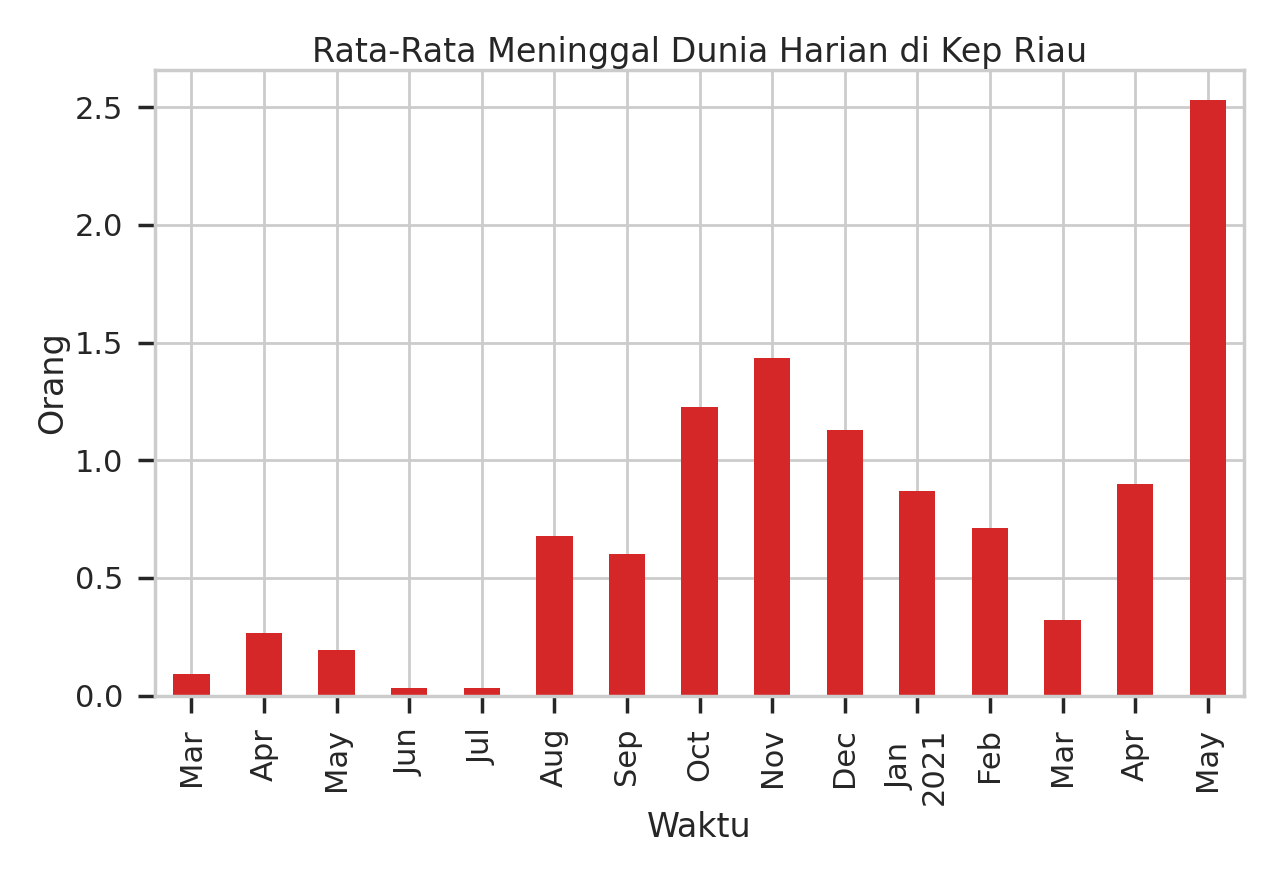 Rata-Rata Meninggal Dunia Harian di Kep Riau
Orang
2.5
2.0
1.5
1.0
0.5
0.0
Mar
Apr
May
Jun
Jul
Aug
Sep
Oct
Nov
Dec
Jan
2021
Feb
Mar
Apr
May
Waktu